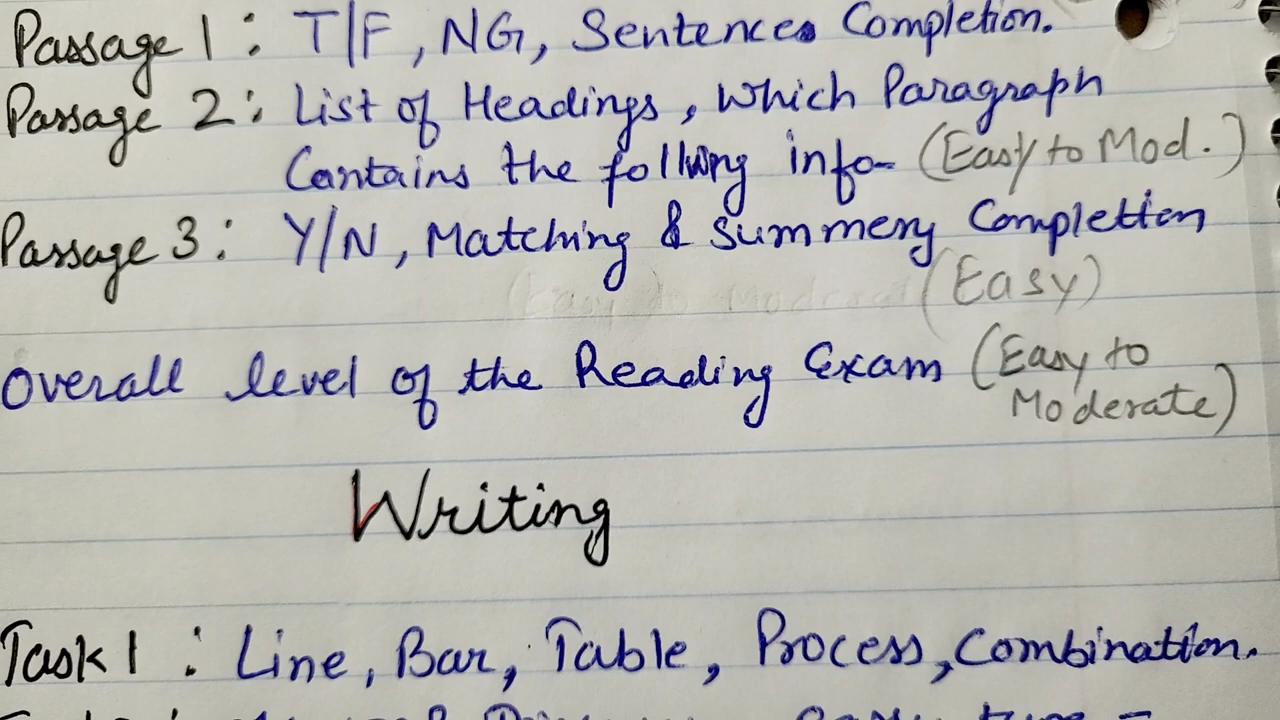 Passage 1 : T/F, NG, Sentences Completion.
Passage 2 : List of Headings, Which Paragraph
Contains the follwing info- (Easy to Mod.)
Passage 3 : Y/N, Matching & Summery Completion
(Easy)
Overall level of the Reading Exam (Easy to
Moderate)
Writing
Task 1 : Line, Bar, Table, Process, Combination.